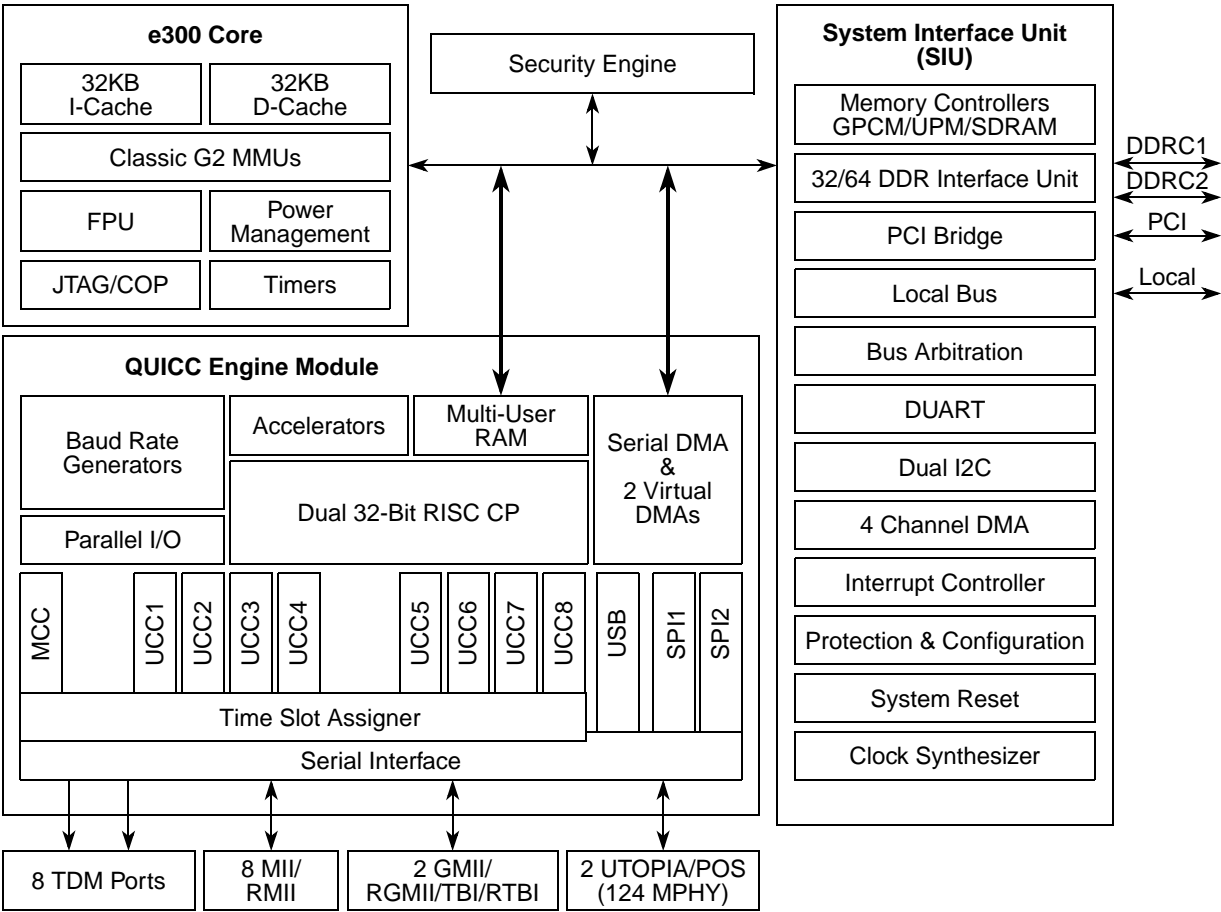 e300 Core
32KB
I-Cache
32KB
D-Cache
Classic G2 MMUs
FPU
Power
Management
JTAG/COP
Timers
Security Engine
System Interface Unit
(SIU)
Memory Controllers
GPCM/UPM/SDRAM
32/64 DDR Interface Unit
PCI Bridge
Local Bus
Bus Arbitration
DUART
Dual I2C
4 Channel DMA
Interrupt Controller
Protection & Configuration
System Reset
Clock Synthesizer
DDRC1
DDRC2
PCI
Local
QUICC Engine Module
Baud Rate
Generators
Parallel I/O
Accelerators
Multi-User
RAM
Dual 32-Bit RISC CP
Serial DMA
&
2 Virtual
DMAs
MCC
UCC1
UCC2
UCC3
UCC4
UCC5
UCC6
UCC7
UCC8
USB
SPI1
SPI2
Time Slot Assigner
Serial Interface
8 TDM Ports
8 MII/
RMII
2 GMII/
RGMII/TBI/RTBI
2 UTOPIA/POS
(124 MPHY)